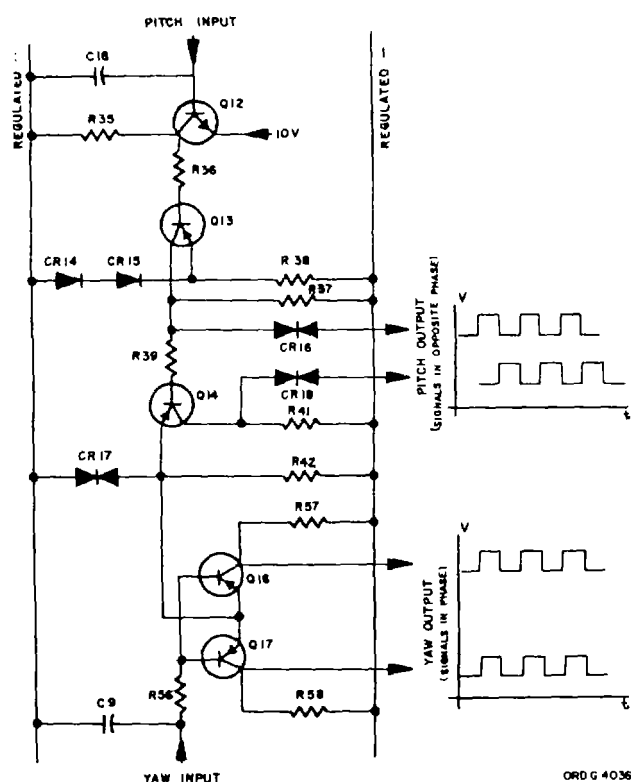 PITCH INPUT
C18
REGULATED
Q12
REGULATED
R35
10V
R36
Q13
CR14
CR15
R38
R37
CR16
R39
CR18
Q14
R41
PITCH OUTPUT
(SIGNALS IN OPPOSITE PHASE)
V
t
CR17
R42
R57
Q16
Q17
R56
R58
C9
YAW INPUT
YAW OUTPUT
(SIGNALS IN PHASE)
V
t
ORD G 4036